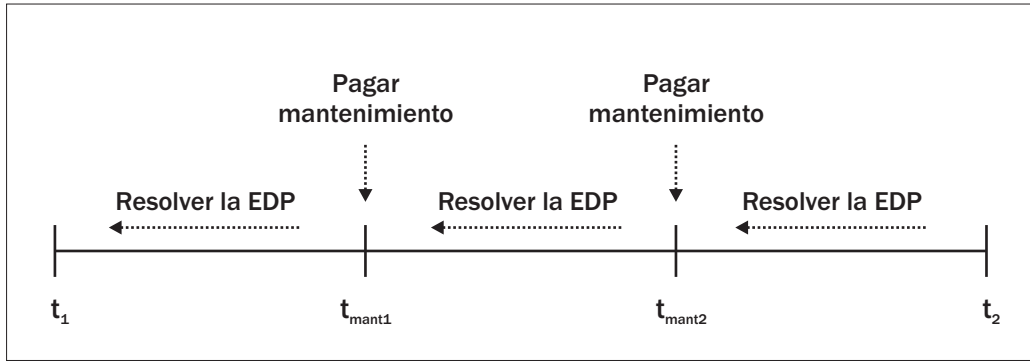 Pagar
mantenimiento
Pagar
mantenimiento
Resolver la EDP
Resolver la EDP
Resolver la EDP
t₁
tₘₐₙₜ₁
tₘₐₙₜ₂
t₂